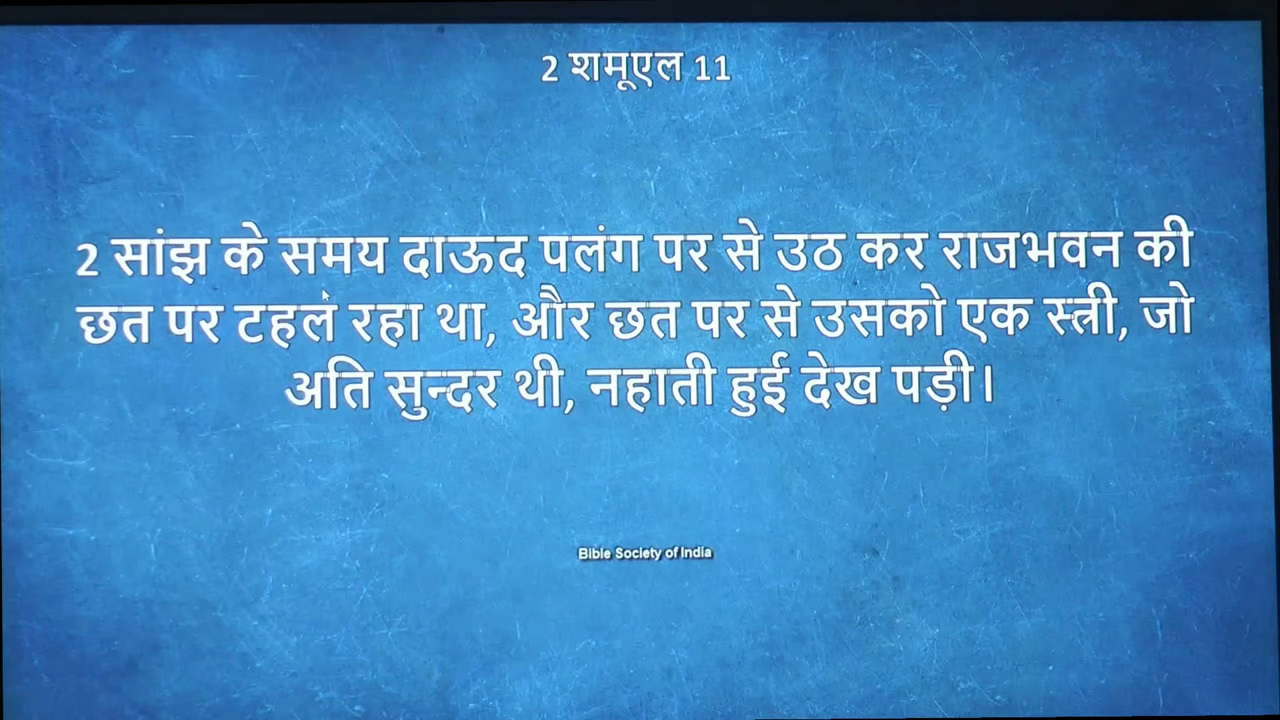 2 शमूएल 11
2 सांझ के समय दाऊद पलंग पर से उठ कर राजभवन की
छत पर टहल रहा था, और छत पर से उसको एक स्त्री, जो
अति सुन्दर थी, नहाती हुई देख पड़ी।
Bible Society of India